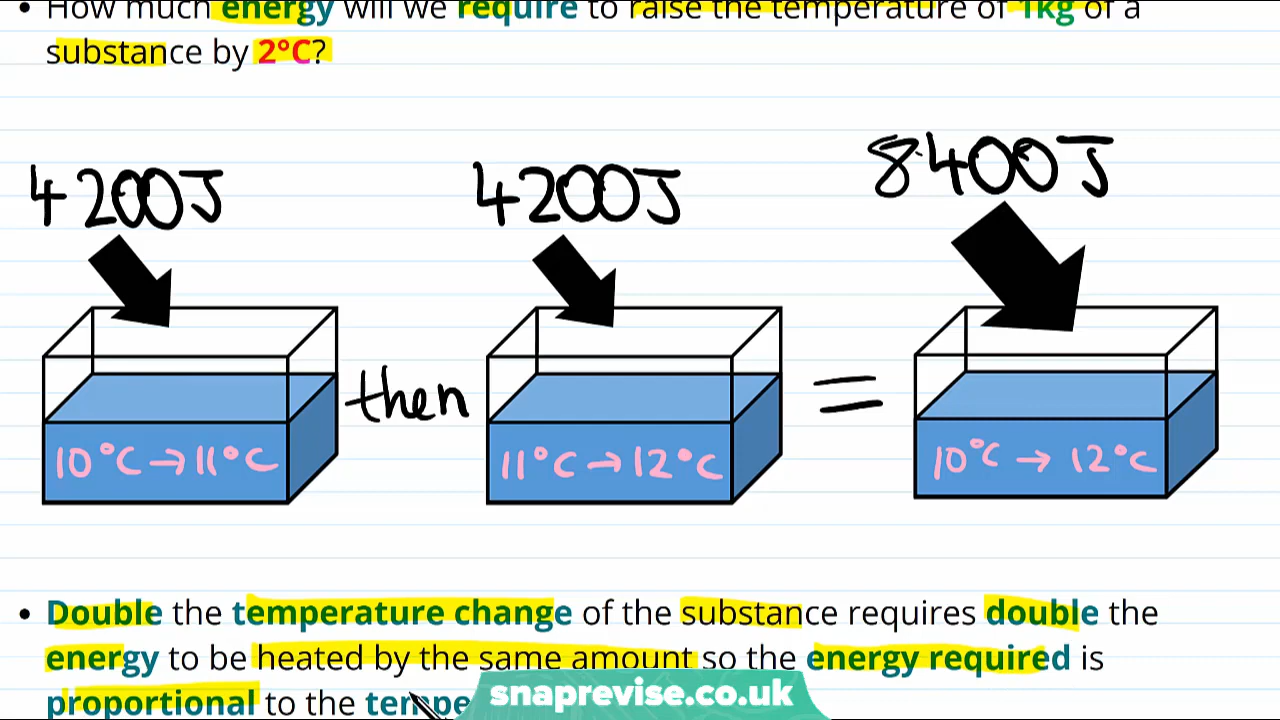 • How much energy will we require to raise the temperature of 1kg of a
substance by 2°C?
4200J
4200J
8400J
then
=
10°C → 11°C
11°C → 12°C
10°C → 12°C
• Double the temperature change of the substance requires double the
energy to be heated by the same amount so the energy required is
proportional to the tempe
snaprevise.co.uk